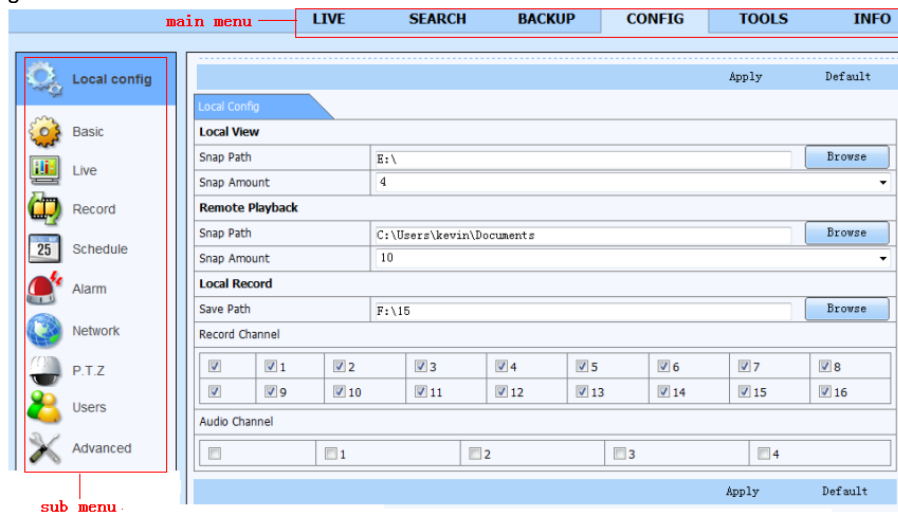 g
main menu LIVE SEARCH BACKUP CONFIG TOOLS INFO
Local config
Basic
Live
Record
Schedule
25
Alarm
Network
P.T.Z
Users
Advanced
sub menu
Apply Default
Local Config
Local View
Snap Path E:\ Browse
Snap Amount 4
Remote Playback
Snap Path C:\Users\kevin\Documents Browse
Snap Amount 10
Local Record
Save Path F:\15 Browse
Record Channel
1 2 3 4 5 6 7 8
9 10 11 12 13 14 15 16
Audio Channel
1 2 3 4
Apply Default